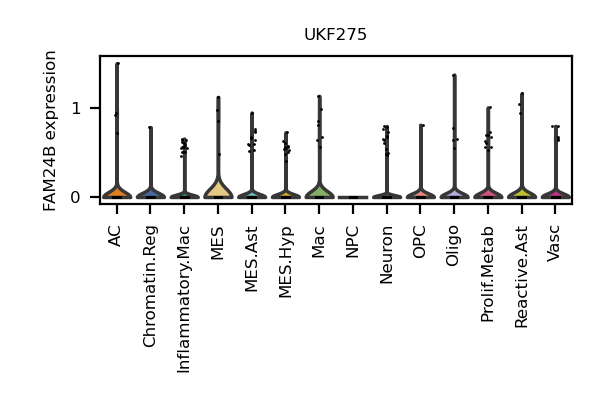 UKF275
FAM24B expression
1
0
AC
Chromatin.Reg
Inflammatory.Mac
MES
MES.Ast
MES.Hyp
Mac
NPC
Neuron
OPC
Oligo
Prolif.Metab
Reactive.Ast
Vasc